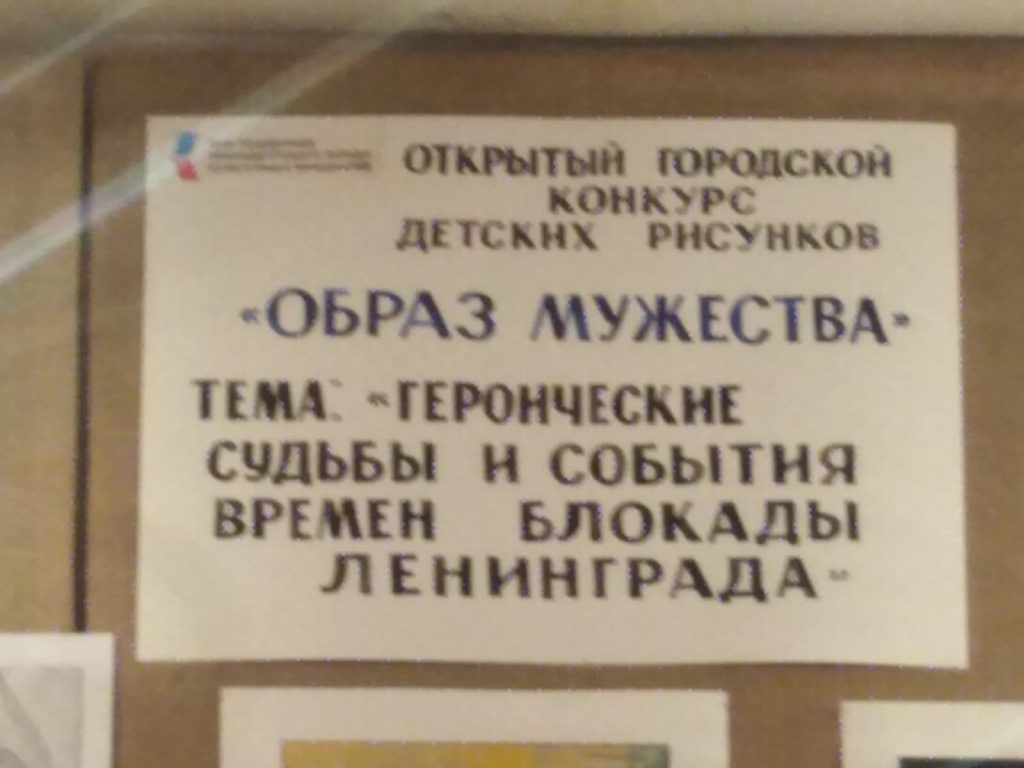 ОТКРЫТЫЙ ГОРОДСКОЙ
КОНКУРС
ДЕТСКИХ РИСУНКОВ
«ОБРАЗ МУЖЕСТВА»
ТЕМА: «ГЕРОИЧЕСКИЕ
СУДЬБЫ И СОБЫТИЯ
ВРЕМЕН БЛОКАДЫ
ЛЕНИНГРАДА»